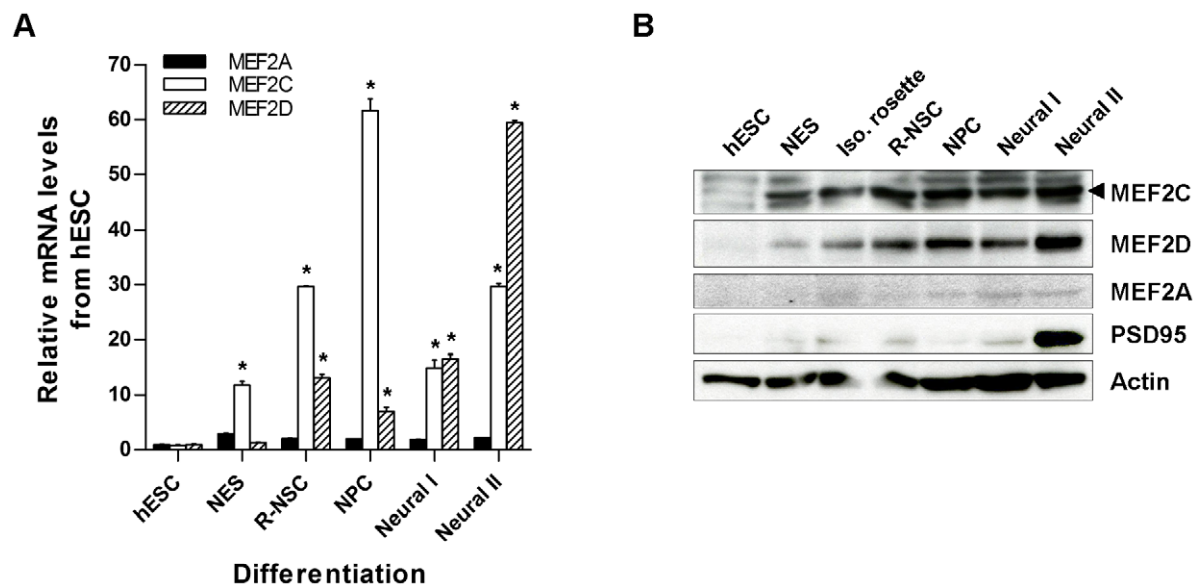 A
MEF2A
MEF2C
MEF2D
Relative mRNA levels
from hESC
70
60
50
40
30
20
10
0
*
*
*
*
*
*
*
*
*
hESC
NES
R-NSC
NPC
Neural I
Neural II
Differentiation
B
hESC
NES
Iso. rosette
R-NSC
NPC
Neural I
Neural II
MEF2C
MEF2D
MEF2A
PSD95
Actin